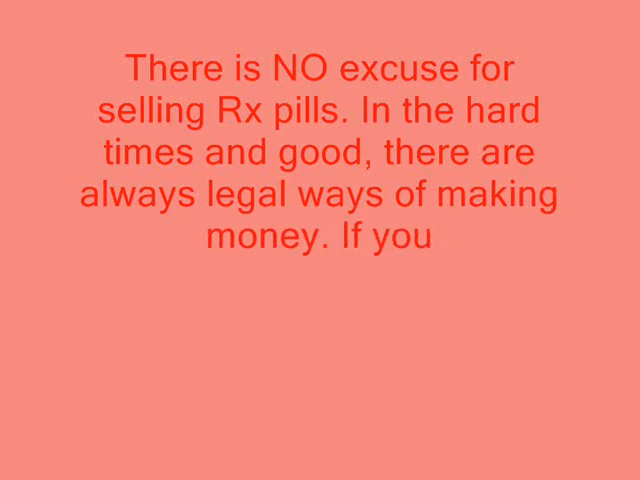 There is NO excuse for
selling Rx pills. In the hard
times and good, there are
always legal ways of making
money. If you